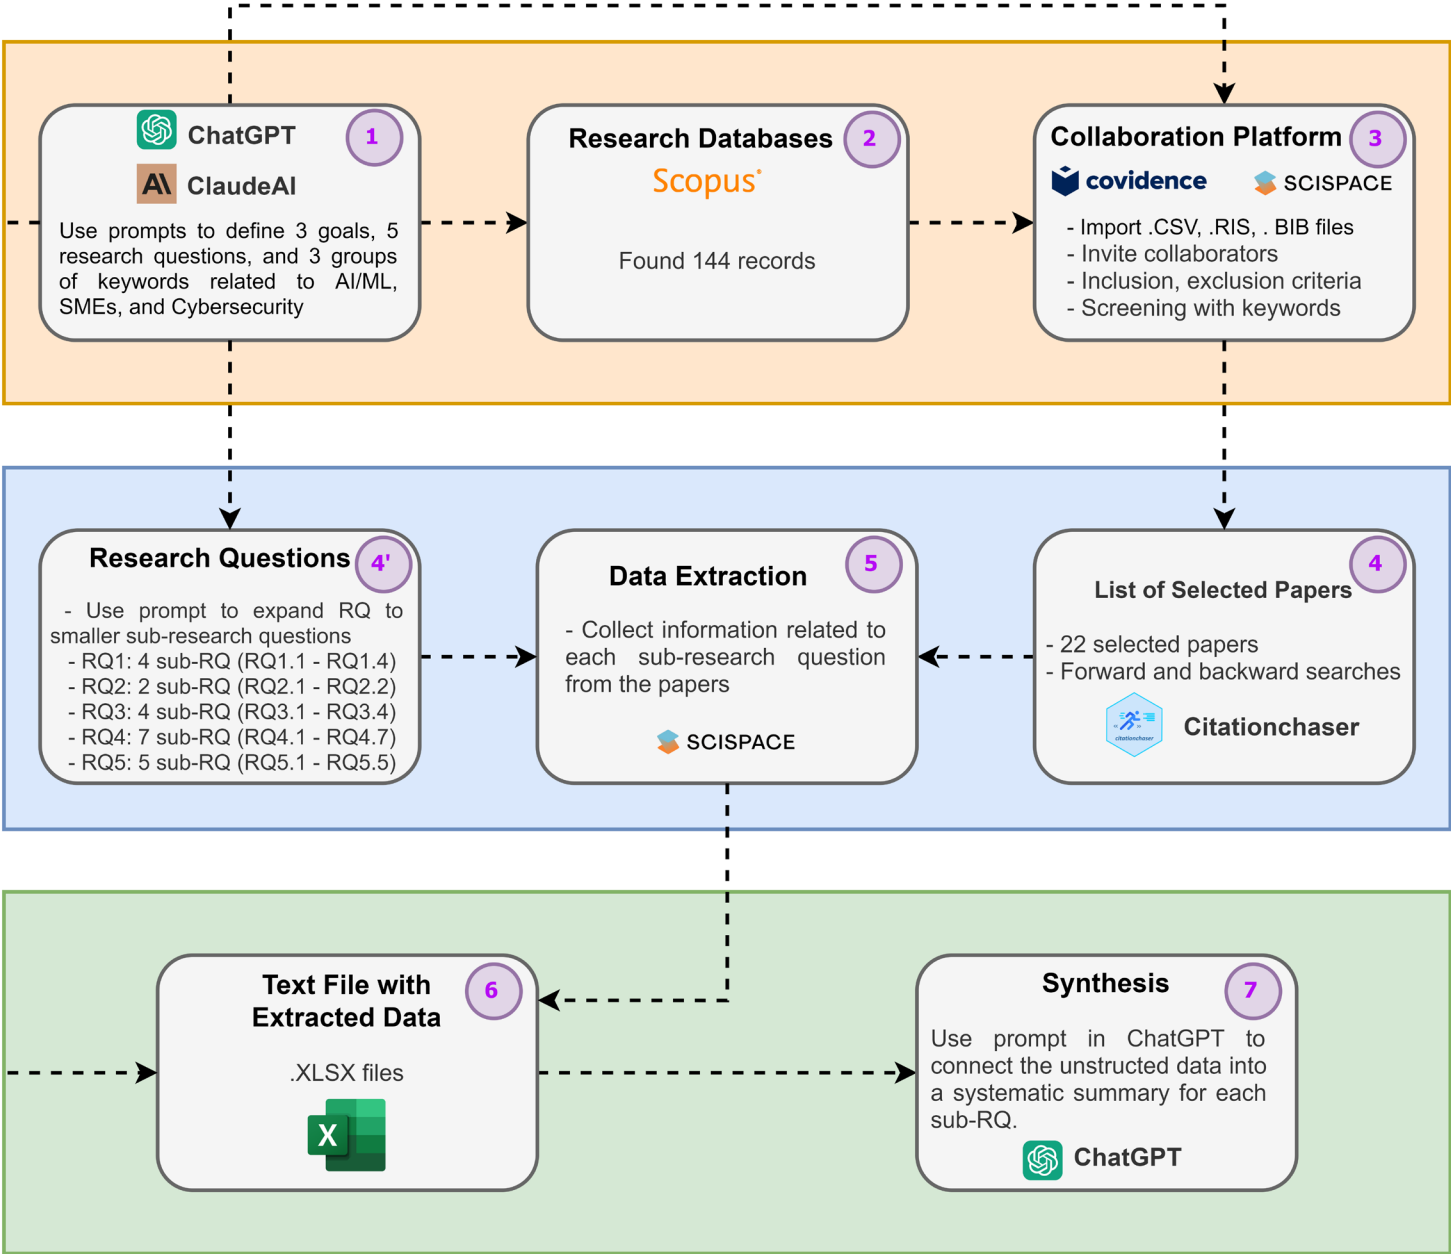 ChatGPT
1
ClaudeAI
Use prompts to define 3 goals, 5
research questions, and 3 groups
of keywords related to AI/ML,
SMEs, and Cybersecurity
Research Databases
2
Scopus
Found 144 records
Collaboration Platform
3
covidence
SCISPACE
- Import .CSV, .RIS, . BIB files
- Invite collaborators
- Inclusion, exclusion criteria
- Screening with keywords
Research Questions
4'
- Use prompt to expand RQ to
smaller sub-research questions
- RQ1: 4 sub-RQ (RQ1.1 - RQ1.4)
- RQ2: 2 sub-RQ (RQ2.1 - RQ2.2)
- RQ3: 4 sub-RQ (RQ3.1 - RQ3.4)
- RQ4: 7 sub-RQ (RQ4.1 - RQ4.7)
- RQ5: 5 sub-RQ (RQ5.1 - RQ5.5)
Data Extraction
5
- Collect information related to
each sub-research question
from the papers
SCISPACE
4
List of Selected Papers
- 22 selected papers
- Forward and backward searches
citationchaser
Citationchaser
Text File with
Extracted Data
6
.XLSX files
X
Synthesis
7
Use prompt in ChatGPT to
connect the unstructed data into
a systematic summary for each
sub-RQ.
ChatGPT